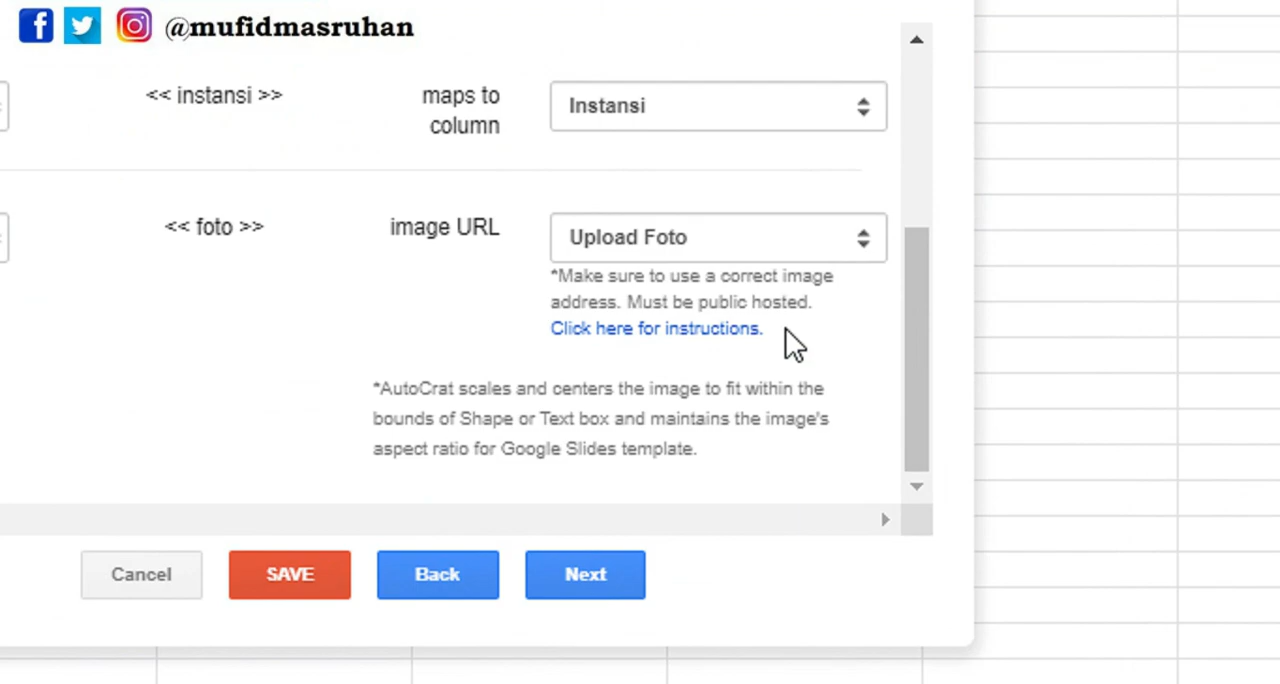 @mufidmasruhan
<< instansi >> maps to column Instansi
<< foto >> image URL Upload Foto
*Make sure to use a correct image
address. Must be public hosted.
Click here for instructions.
*AutoCrat scales and centers the image to fit within the
bounds of Shape or Text box and maintains the image's
aspect ratio for Google Slides template.
Cancel SAVE Back Next